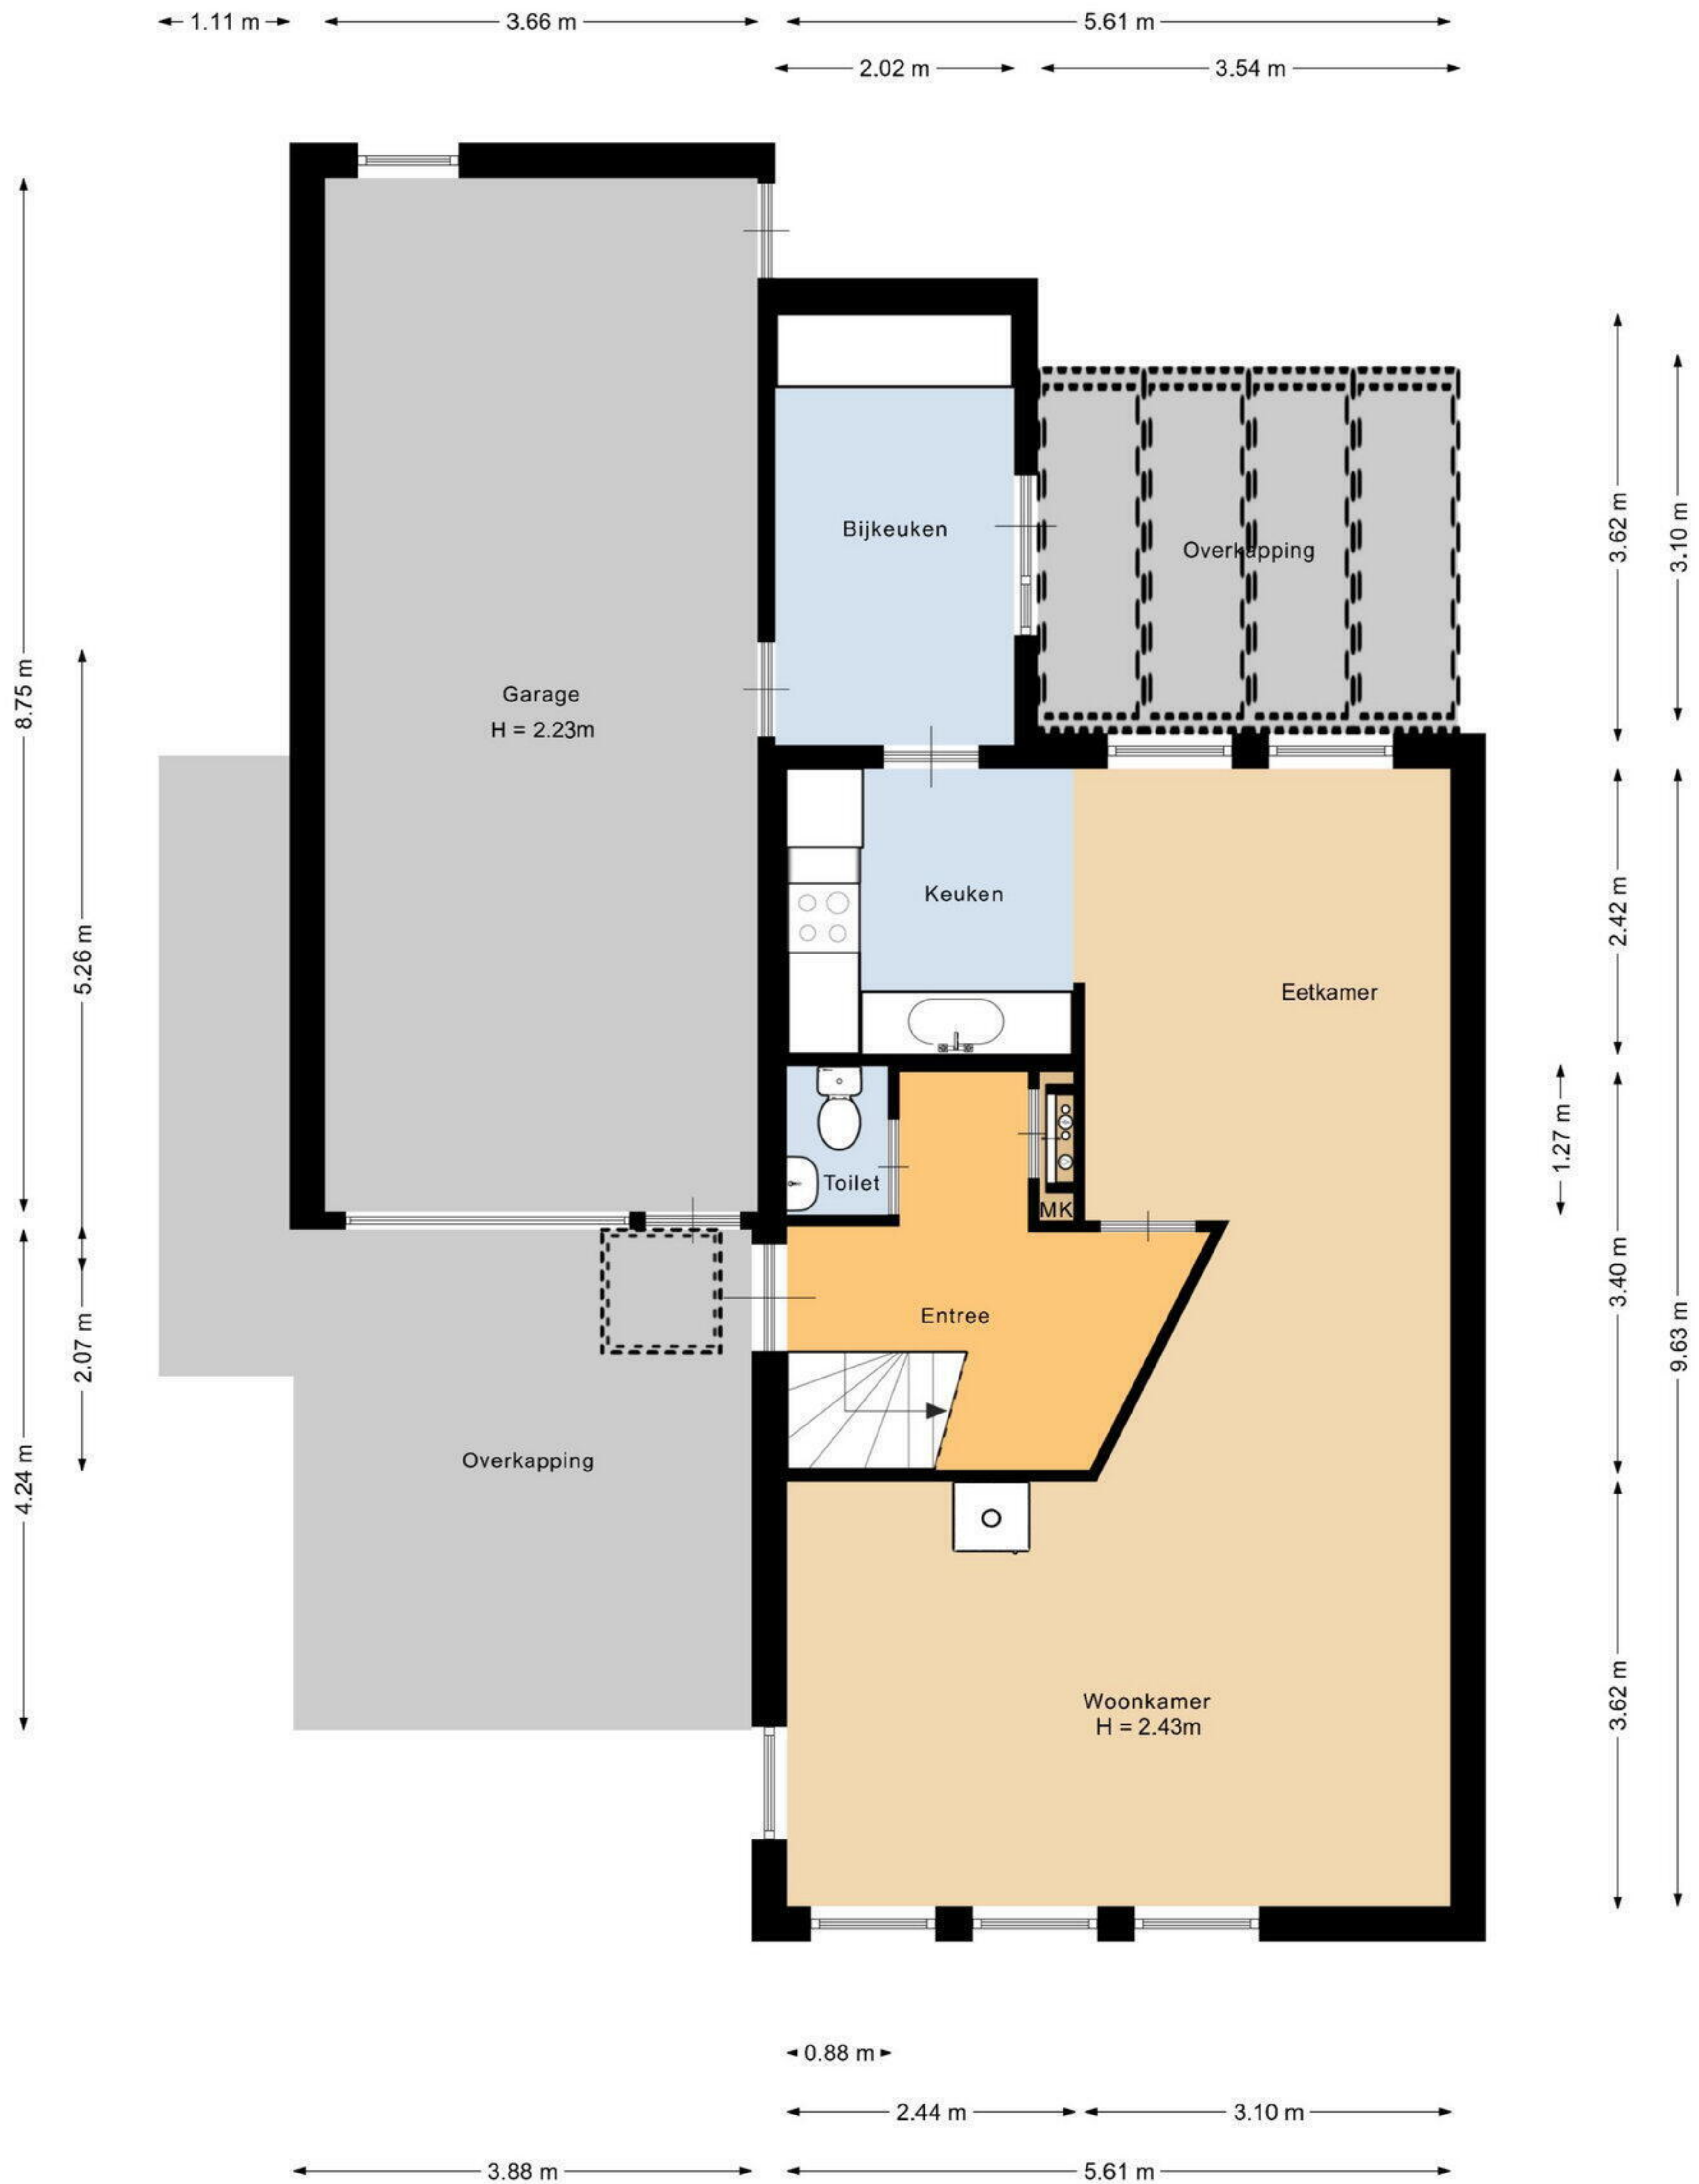 1.11 m
3.66 m
5.61 m
2.02 m
3.54 m
Bijkeuken
3.62 m
3.10 m
Overkapping
Garage
H = 2.23m
8.75 m
5.26 m
Keuken
2.42 m
Eetkamer
1.27 m
Toilet
MK
3.40 m
Entree
2.07 m
9.63 m
Overkapping
4.24 m
Woonkamer
H = 2.43m
3.62 m
0.88 m
2.44 m
3.10 m
3.88 m
5.61 m